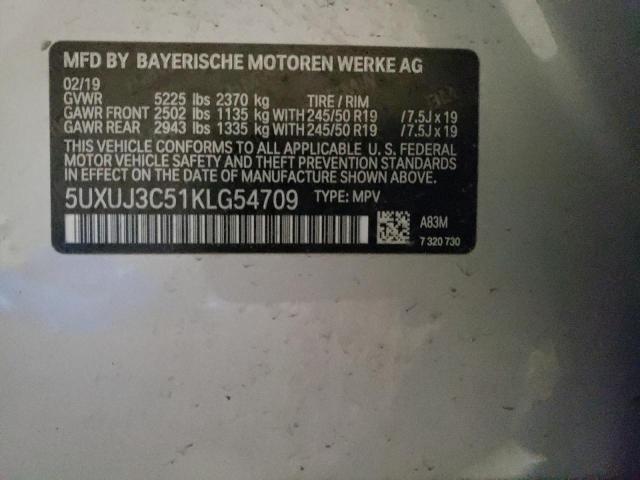 MFD BY BAYERISCHE MOTOREN WERKE AG
02/19
GVWR 5225 lbs 2370 kg TIRE / RIM
GAWR FRONT 2502 lbs 1135 kg WITH 245/50 R19 /7.5J x 19
GAWR REAR 2943 lbs 1335 kg WITH 245/50 R19 /7.5J x 19
THIS VEHICLE CONFORMS TO ALL APPLICABLE U. S. FEDERAL
MOTOR VEHICLE SAFETY, BUMPER, AND THEFT PREVENTION
STANDARDS IN EFFECT ON THE DATE OF MANUFACTURE SHOWN ABOVE.
5UXUJ3C51KLG54709 TYPE: MPV
A83M
7 320 730